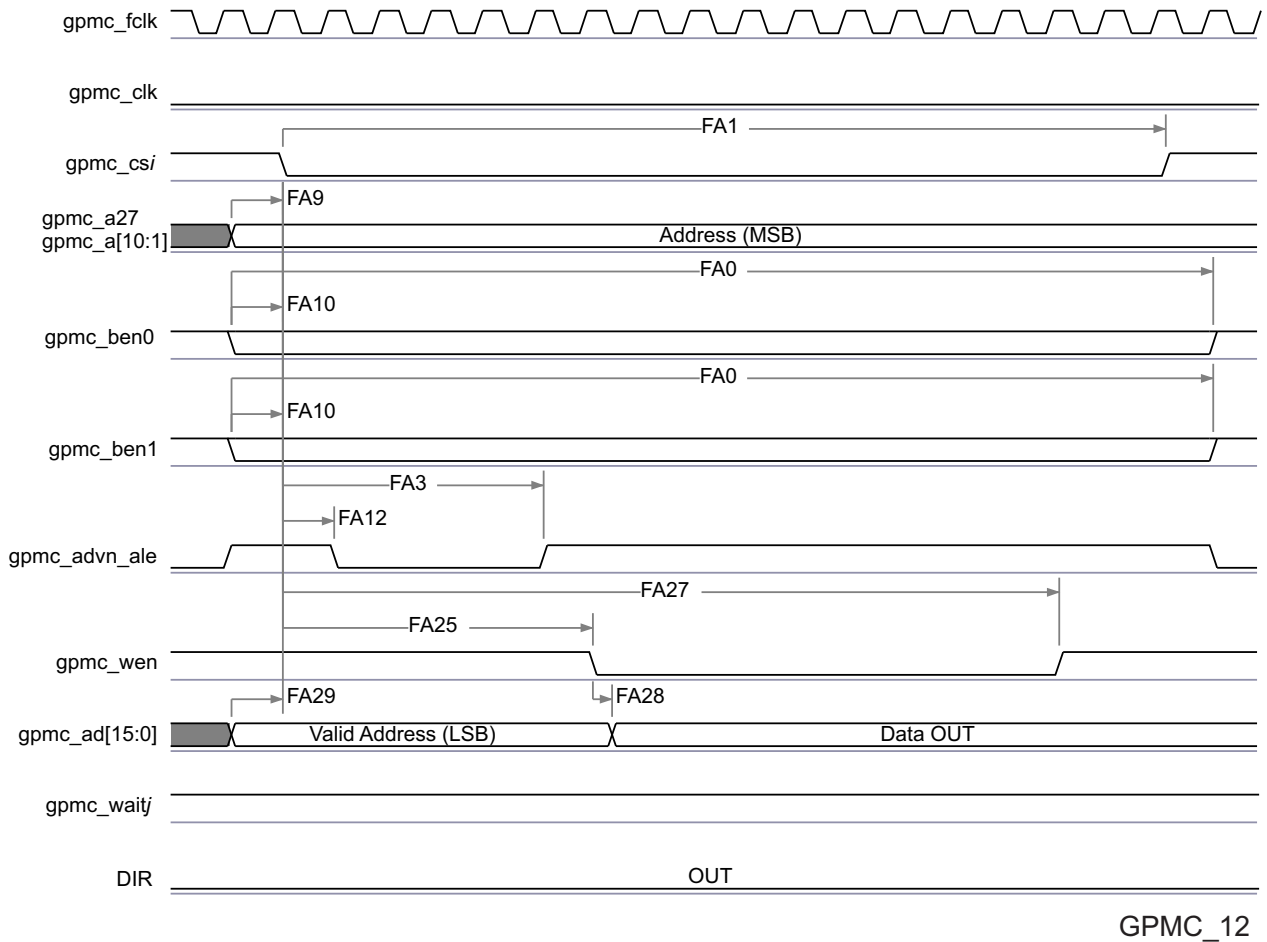 gpmc_fclk
gpmc_clk
FA1
gpmc_csi
FA9
gpmc_a27
gpmc_a[10:1]
Address (MSB)
FA0
FA10
gpmc_ben0
FA0
FA10
gpmc_ben1
FA3
FA12
gpmc_advn_ale
FA27
FA25
gpmc_wen
FA29
FA28
gpmc_ad[15:0]
Valid Address (LSB)
Data OUT
gpmc_waitj
DIR
OUT
GPMC_12